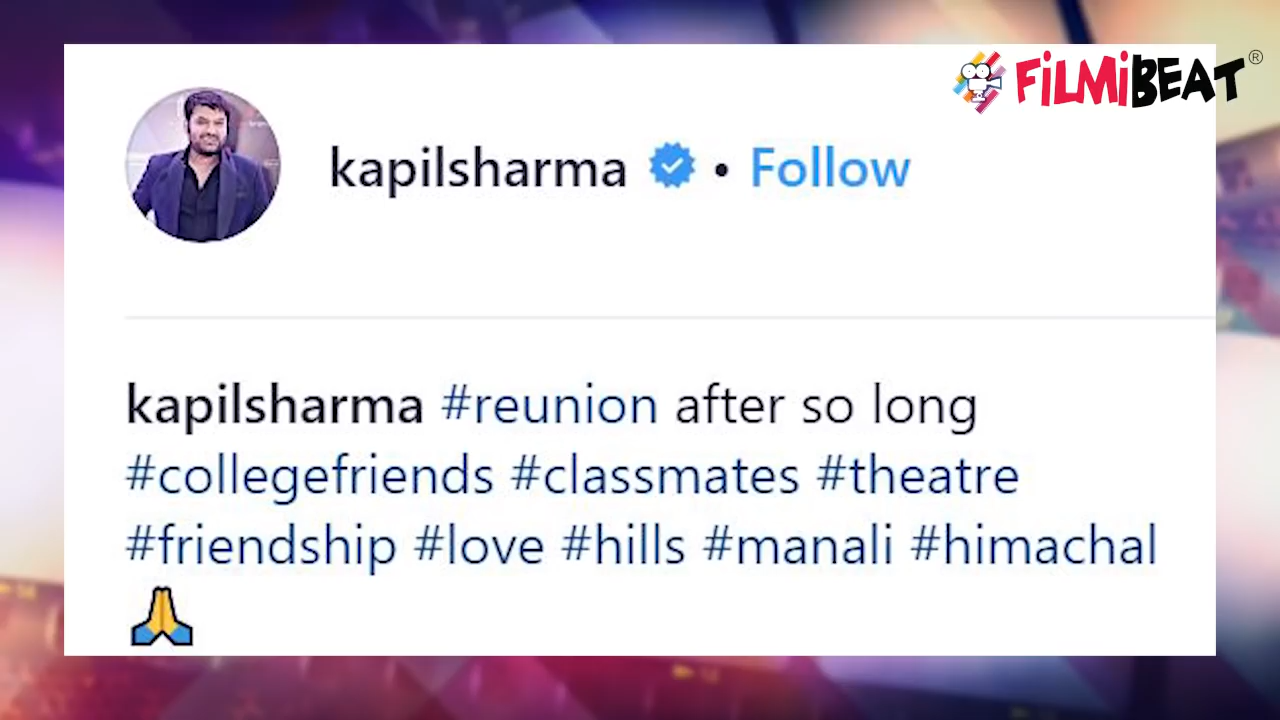 FiLMiBEAT®
kapilsharma • Follow
kapilsharma #reunion after so long
#collegefriends #classmates #theatre
#friendship #love #hills #manali #himachal
🙏